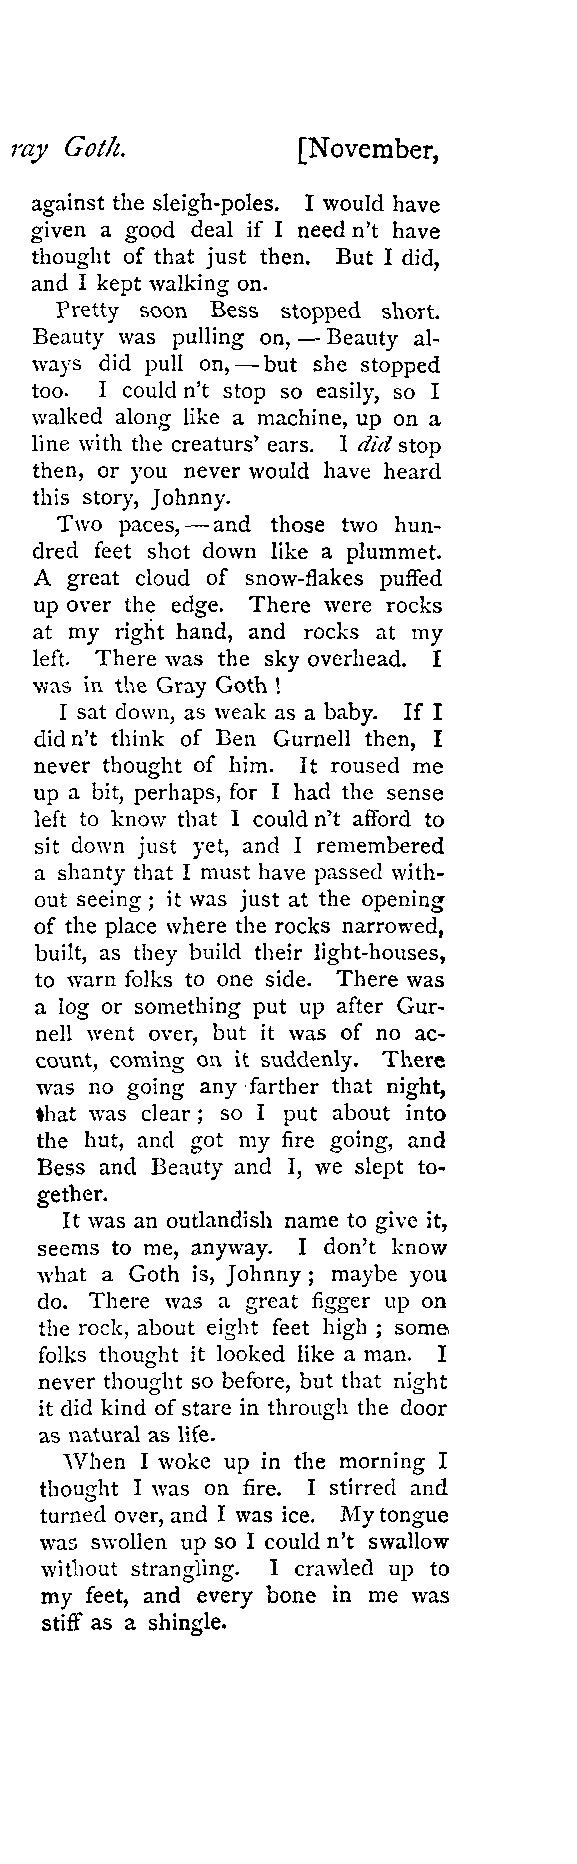 ray Goth. [November,
against the sleigh-poles. I would have
given a good deal if I need n't have
thought of that just then. But I did,
and I kept walking on.
Pretty soon Bess stopped short.
Beauty was pulling on, — Beauty al-
ways did pull on, — but she stopped
too. I could n't stop so easily, so I
walked along like a machine, up on a
line with the creaturs' ears. I did stop
then, or you never would have heard
this story, Johnny.
Two paces, — and those two hun-
dred feet shot down like a plummet.
A great cloud of snow-flakes puffed
up over the edge. There were rocks
at my right hand, and rocks at my
left. There was the sky overhead. I
was in the Gray Goth !
I sat down, as weak as a baby. If I
did n't think of Ben Gurnell then, I
never thought of him. It roused me
up a bit, perhaps, for I had the sense
left to know that I could n't afford to
sit down just yet, and I remembered
a shanty that I must have passed with-
out seeing ; it was just at the opening
of the place where the rocks narrowed,
built, as they build their light-houses,
to warn folks to one side. There was
a log or something put up after Gur-
nell went over, but it was of no ac-
count, coming on it suddenly. There
was no going any farther that night,
that was clear ; so I put about into
the hut, and got my fire going, and
Bess and Beauty and I, we slept to-
gether.
It was an outlandish name to give it,
seems to me, anyway. I don't know
what a Goth is, Johnny ; maybe you
do. There was a great figger up on
the rock, about eight feet high ; some
folks thought it looked like a man. I
never thought so before, but that night
it did kind of stare in through the door
as natural as life.
When I woke up in the morning I
thought I was on fire. I stirred and
turned over, and I was ice. My tongue
was swollen up so I could n't swallow
without strangling. I crawled up to
my feet, and every bone in me was
stiff as a shingle.